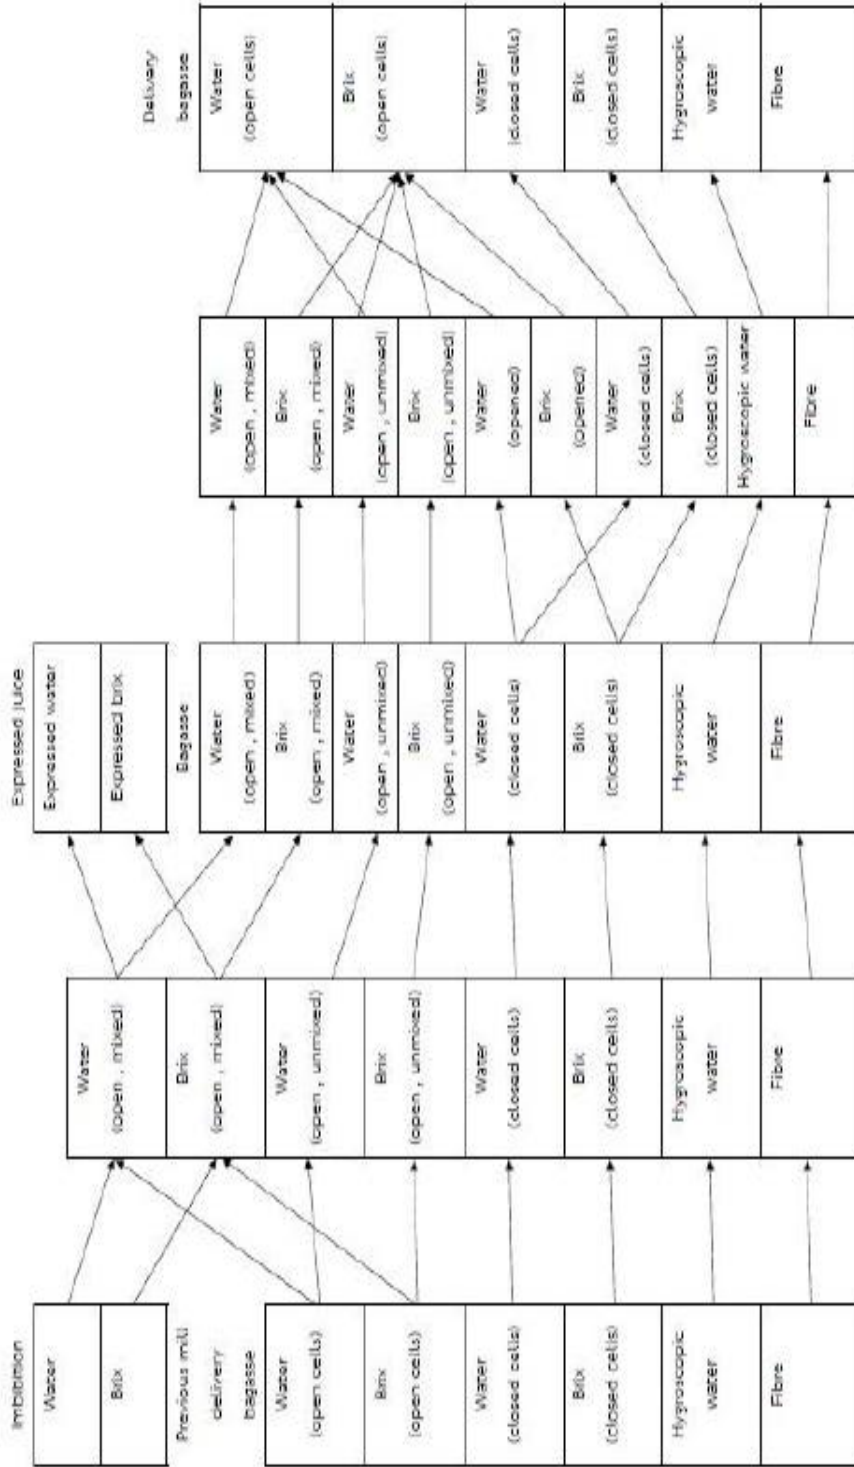 Imbibition
Water
Brix
Previous mill
delivery
bagasse
Water
(open cells)
Brix
(open cells)
Water
(closed cells)
Brix
(closed cells)
Hygroscopic
water
Fibre
Water
(open , mixed)
Brix
(open , mixed)
Water
(open , unmixed)
Brix
(open , unmixed)
Water
(closed cells)
Brix
(closed cells)
Hygroscopic
water
Fibre
Expressed juice
Expressed water
Expressed brix
Bagasse
Water
(open , mixed)
Brix
(open , mixed)
Water
(open , unmixed)
Brix
(open , unmixed)
Water
(closed cells)
Brix
(closed cells)
Hygroscopic
water
Fibre
Water
(open , mixed)
Brix
(open , mixed)
Water
(open , unmixed)
Brix
(open , unmixed)
Water
(opened)
Brix
(opened)
Water
(closed cells)
Brix
(closed cells)
Hygroscopic water
Fibre
Delivery
bagasse
Water
(open cells)
Brix
(open cells)
Water
(closed cells)
Brix
(closed cells)
Hygroscopic
water
Fibre